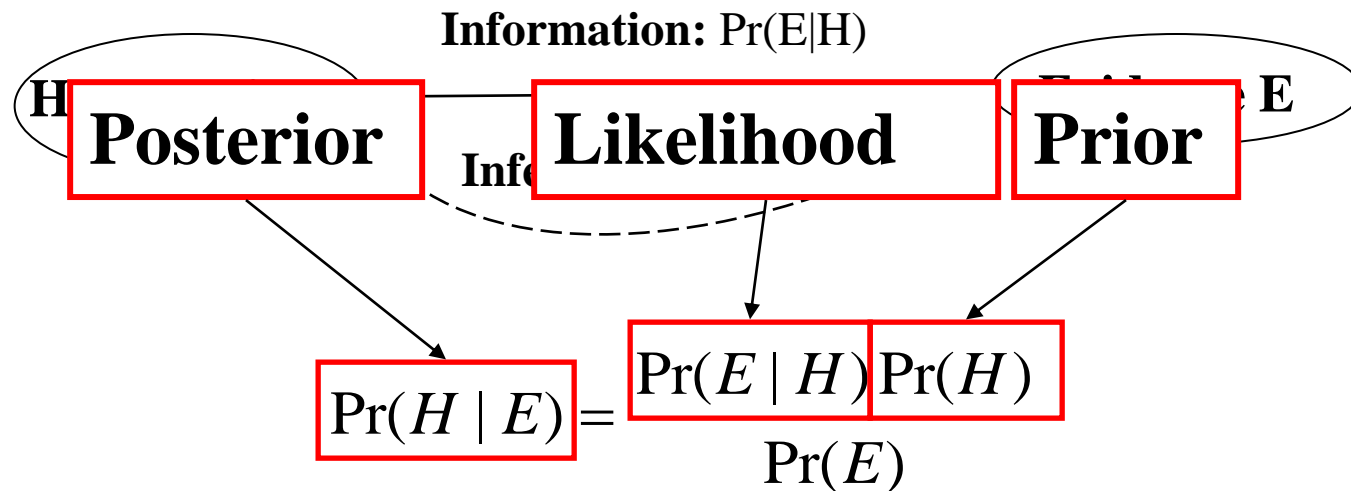 Information: Pr(E|H)
H E
Posterior Likelihood Prior
Pr(E | H) Pr(H)
Pr(H | E) =
Pr(E)